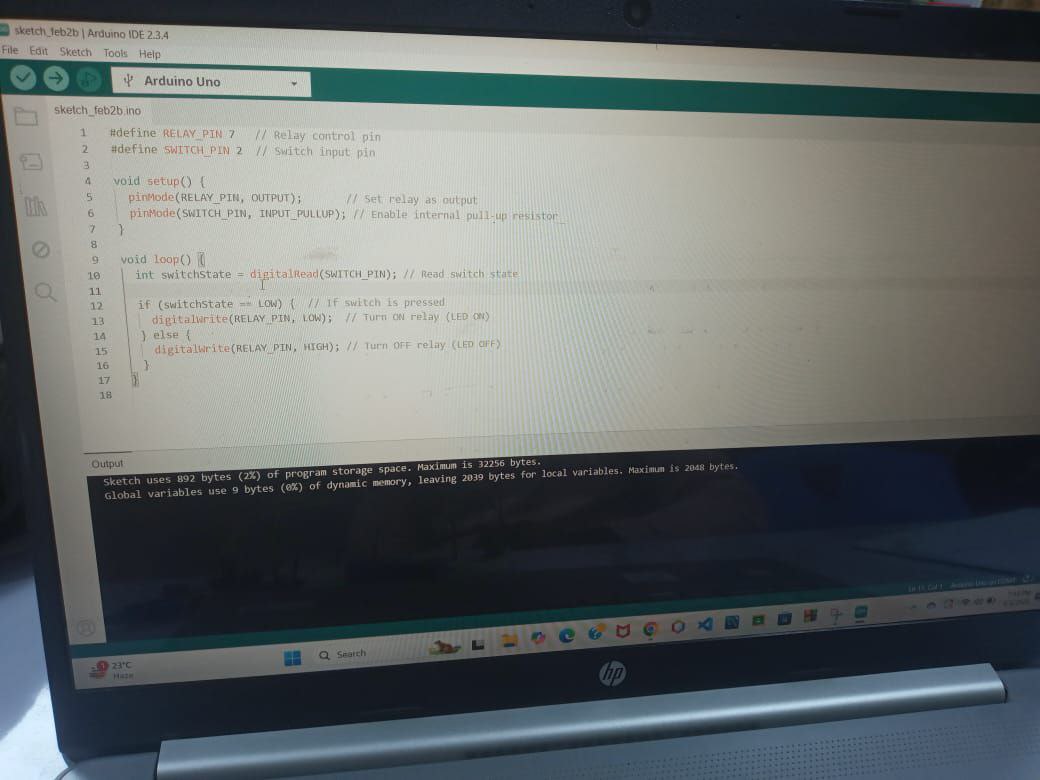 sketch_feb2b | Arduino IDE 2.3.4
File Edit Sketch Tools Help
Arduino Uno
sketch_feb2b.ino
1 #define RELAY_PIN 7 // Relay control pin
2 #define SWITCH_PIN 2 // Switch input pin
3
4 void setup() {
5 pinMode(RELAY_PIN, OUTPUT); // Set relay as output
6 pinMode(SWITCH_PIN, INPUT_PULLUP); // Enable internal pull-up resistor
7 }
8
9 void loop() {
10 int switchState = digitalRead(SWITCH_PIN); // Read switch state
11
12 if (switchState == LOW) { // If switch is pressed
13 digitalWrite(RELAY_PIN, LOW); // Turn ON relay (LED ON)
14 } else {
15 digitalWrite(RELAY_PIN, HIGH); // Turn OFF relay (LED OFF)
16 }
17 }
18
Output
Sketch uses 892 bytes (2%) of program storage space. Maximum is 32256 bytes.
Global variables use 9 bytes (0%) of dynamic memory, leaving 2039 bytes for local variables. Maximum is 2048 bytes.
Ln 11, Col 1 Arduino Uno
1 23°C
Haze
Search
hp